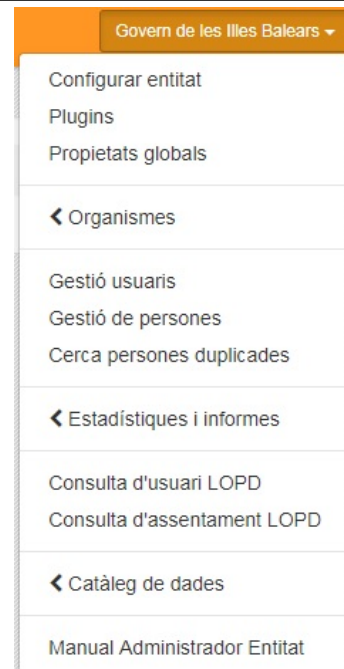 Govern de les Illes Balears
Configurar entitat
Plugins
Propietats globals
Organismes
Gestió usuaris
Gestió de persones
Cerca persones duplicades
Estadístiques i informes
Consulta d'usuari LOPD
Consulta d'assentament LOPD
Catàleg de dades
Manual Administrador Entitat